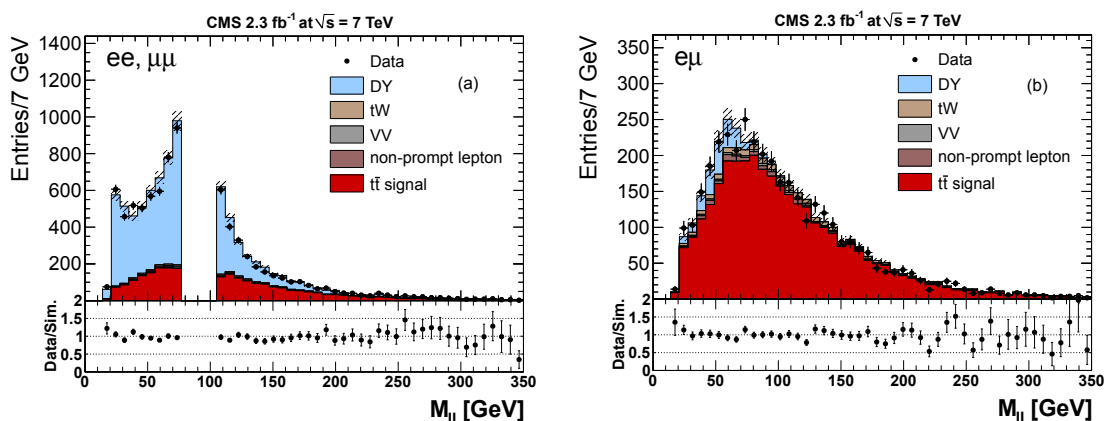 CMS 2.3 fb⁻¹ at √s = 7 TeV
ee, μμ
(a)
Data
DY
tW
VV
non-prompt lepton
tt̄ signal
Entries/7 GeV
1400
1200
1000
800
600
400
200
Data/Sim.
2
1.5
1
0.5
0 50 100 150 200 250 300 350
M_ll [GeV]
CMS 2.3 fb⁻¹ at √s = 7 TeV
eμ
(b)
Data
DY
tW
VV
non-prompt lepton
tt̄ signal
Entries/7 GeV
350
300
250
200
150
100
50
Data/Sim.
2
1.5
1
0.5
0
0 50 100 150 200 250 300 350
M_ll [GeV]